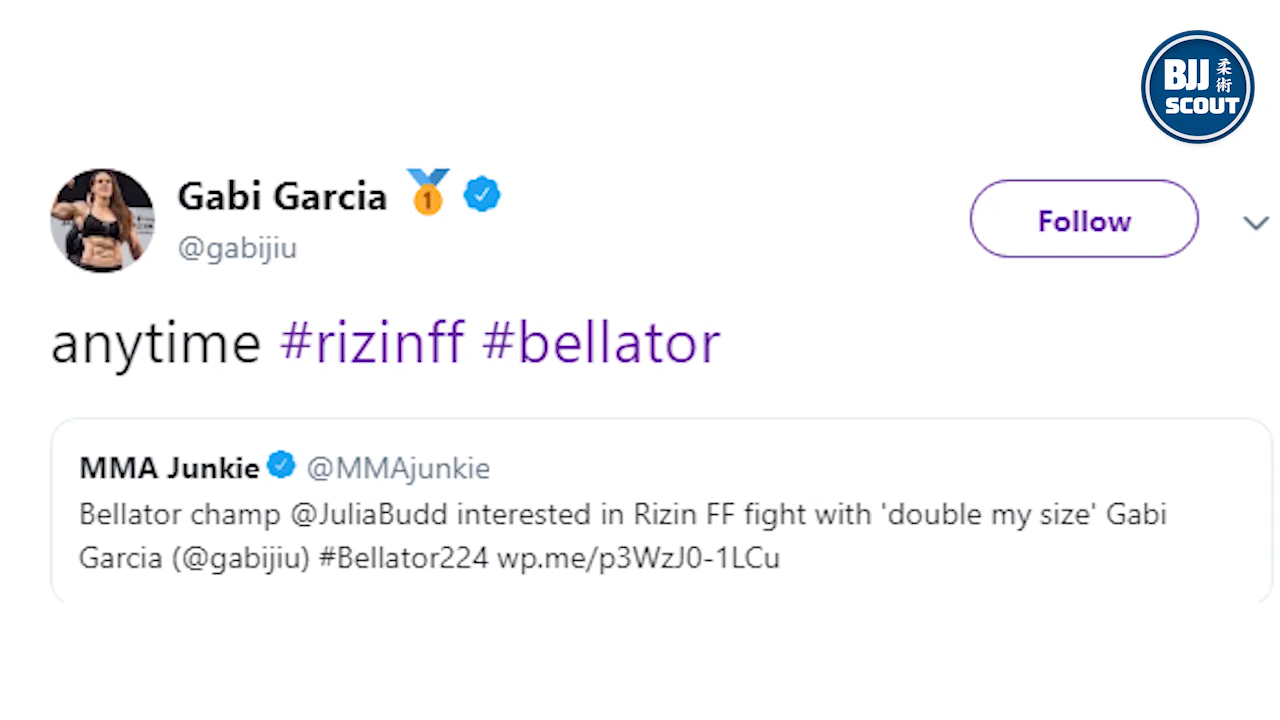 BJJ 柔術
SCOUT
Gabi Garcia 🥇
@gabijiu
Follow
anytime #rizinff #bellator
MMA Junkie @MMAjunkie
Bellator champ @JuliaBudd interested in Rizin FF fight with 'double my size' Gabi
Garcia (@gabijiu) #Bellator224 wp.me/p3WzJ0-1LCu